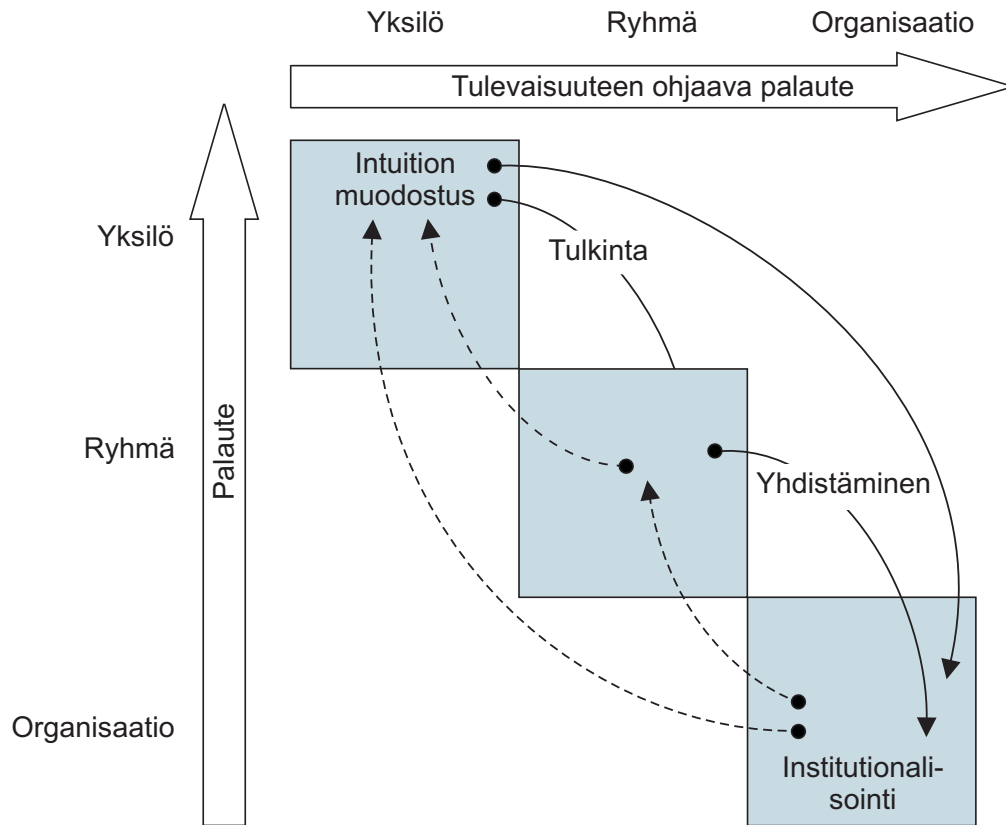 Yksilö
Ryhmä
Organisaatio
Tulevaisuuteen ohjaava palaute
Intuition
muodostus
Yksilö
Tulkinta
Ryhmä
Palaute
Yhdistäminen
Organisaatio
Institutionali-
sointi